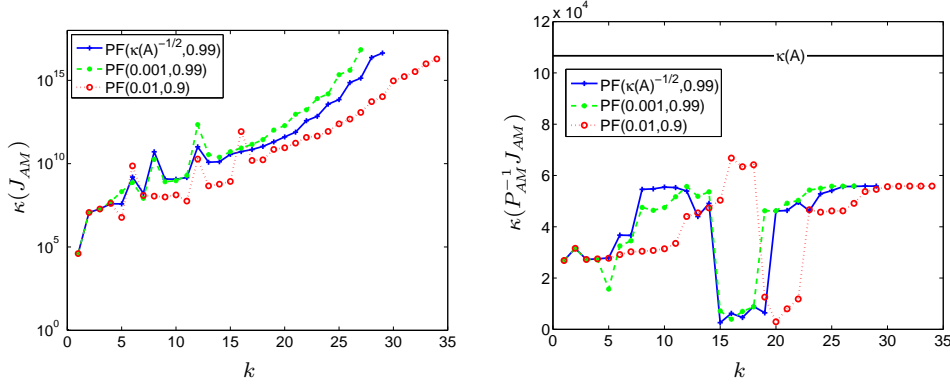 κ(J_AM)
10^15
10^10
10^5
10^0
0 5 10 15 20 25 30 35
k
PF(κ(A)^−1/2,0.99)
PF(0.001,0.99)
PF(0.01,0.9)
κ(P_AM^−1 J_AM)
12 x 10^4
10
8
6
4
2
0
0 5 10 15 20 25 30 35
k
κ(A)
PF(κ(A)^−1/2,0.99)
PF(0.001,0.99)
PF(0.01,0.9)